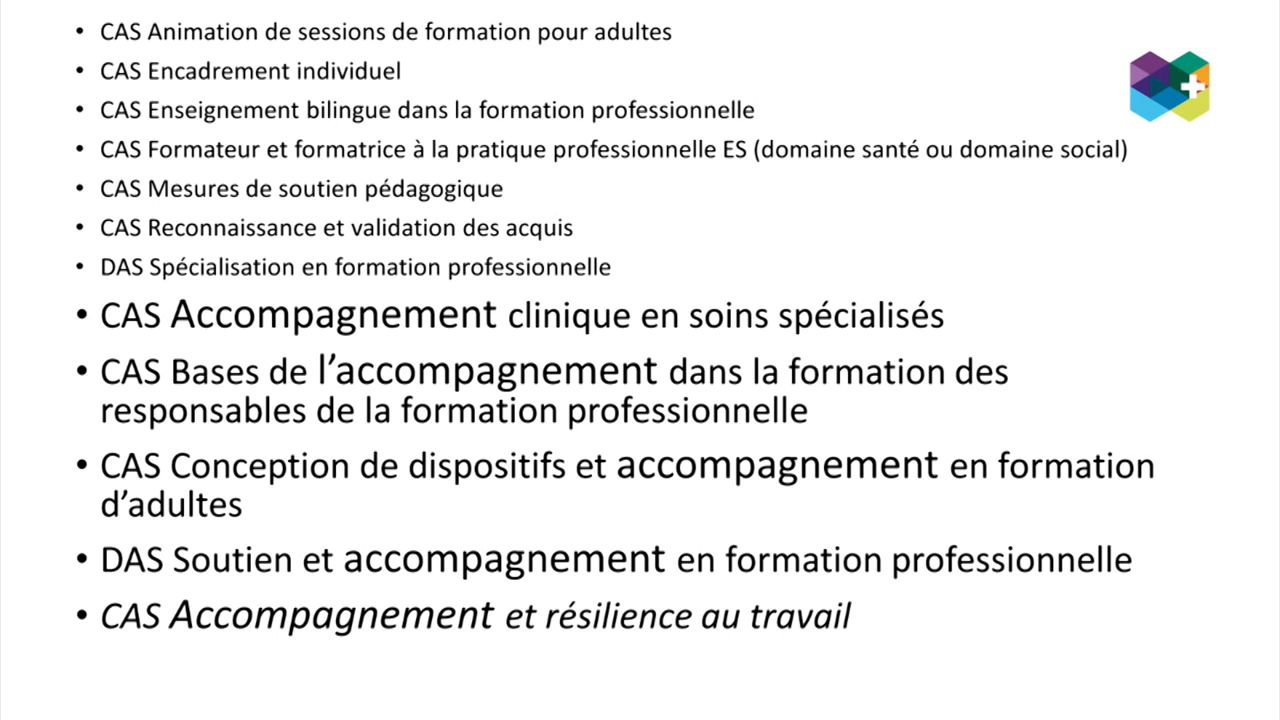 • CAS Animation de sessions de formation pour adultes
• CAS Encadrement individuel
• CAS Enseignement bilingue dans la formation professionnelle
• CAS Formateur et formatrice à la pratique professionnelle ES (domaine santé ou domaine social)
• CAS Mesures de soutien pédagogique
• CAS Reconnaissance et validation des acquis
• DAS Spécialisation en formation professionnelle
• CAS Accompagnement clinique en soins spécialisés
• CAS Bases de l’accompagnement dans la formation des
responsables de la formation professionnelle
• CAS Conception de dispositifs et accompagnement en formation
d’adultes
• DAS Soutien et accompagnement en formation professionnelle
• CAS Accompagnement et résilience au travail